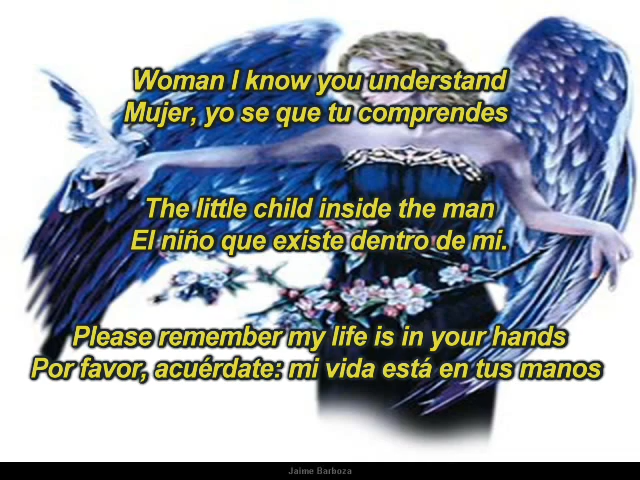 Woman I know you understand
Mujer, yo se que tu comprendes
The little child inside the man
El niño que existe dentro de mi.
Please remember my life is in your hands
Por favor, acuérdate: mi vida está en tus manos
Jaime Barboza